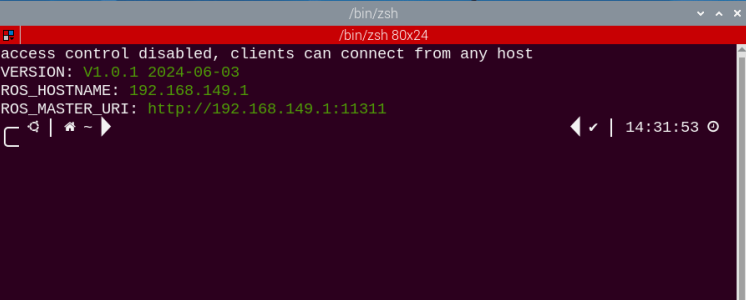 /bin/zsh
/bin/zsh 80x24
access control disabled, clients can connect from any host
VERSION: V1.0.1 2024-06-03
ROS_HOSTNAME: 192.168.149.1
ROS_MASTER_URI: http://192.168.149.1:11311
~ ✔ 14:31:53